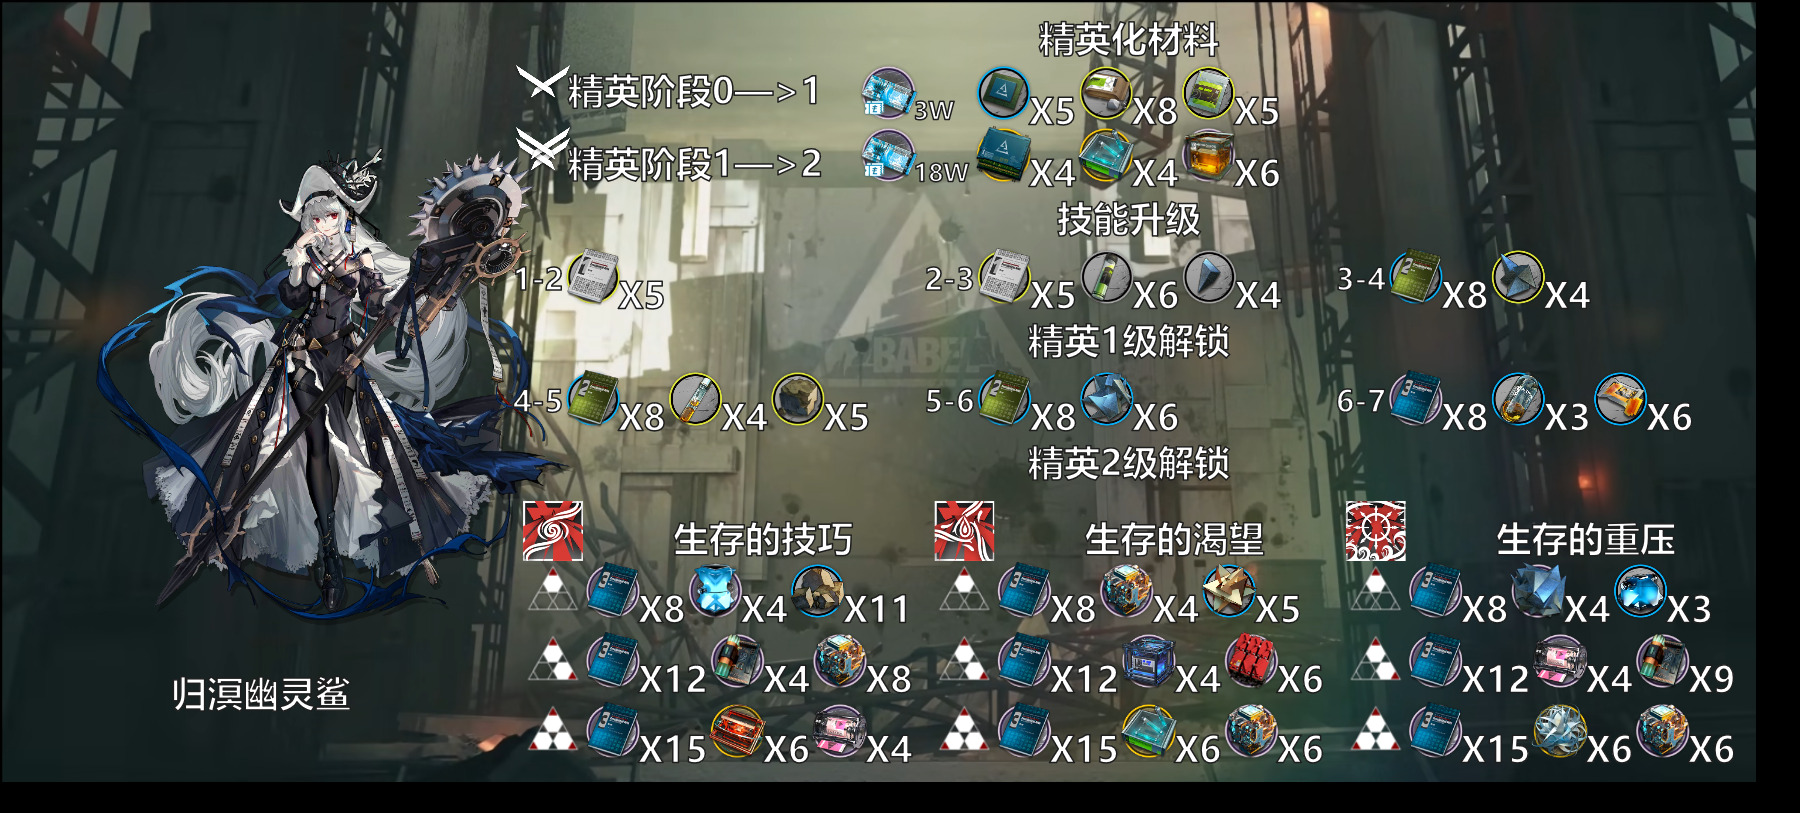 精英化材料
精英阶段0—>1 3W X5 X8 X5
精英阶段1—>2 18W X4 X4 X6
技能升级
1-2 X5 2-3 X5 X6 X4 3-4 X8 X4
精英1级解锁
BABEL
4-5 X8 X4 X5 5-6 X8 X6 6-7 X8 X3 X6
精英2级解锁
生存的技巧 生存的渴望 生存的重压
X8 X4 X11 X8 X4 X5 X8 X4 X3
X12 X4 X8 X12 X4 X6 X12 X4 X9
X15 X6 X4 X15 X6 X6 X15 X6 X6
归溟幽灵鲨